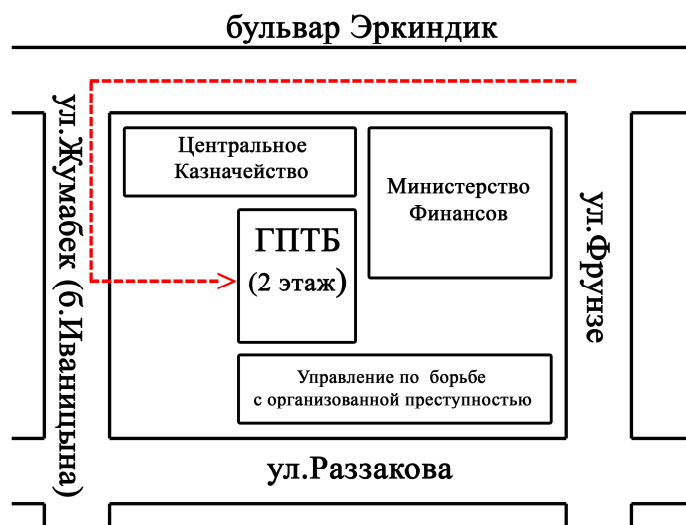 бульвар Эркиндик
ул.Жумабек (б.Иваницына)
Центральное
Казначейство
Министерство
Финансов
ГПТБ
(2 этаж)
ул.Фрунзе
Управление по борьбе
с организованной преступностью
ул.Раззакова